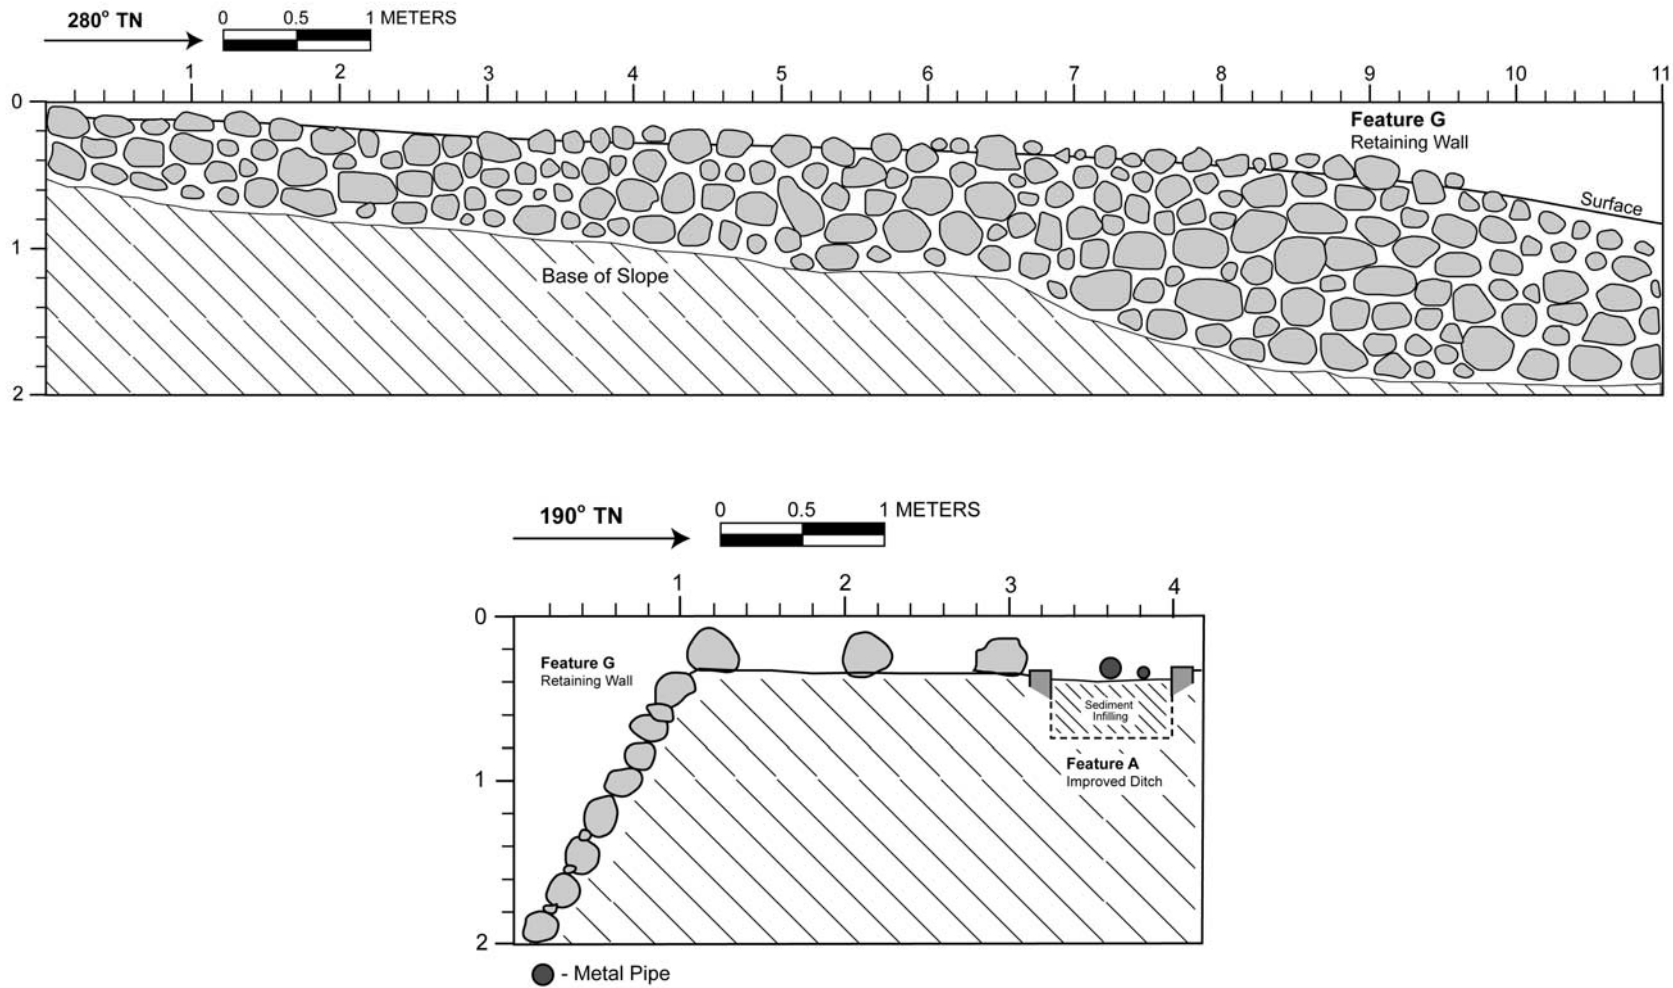 280° TN
0 0.5 1 METERS
1 2 3 4 5 6 7 8 9 10 11
0
Feature G
Retaining Wall
Surface
1
Base of Slope
2
190° TN
0 0.5 1 METERS
1 2 3 4
0
Feature G
Retaining Wall
Sediment
Infilling
Feature A
Improved Ditch
1
2
- Metal Pipe